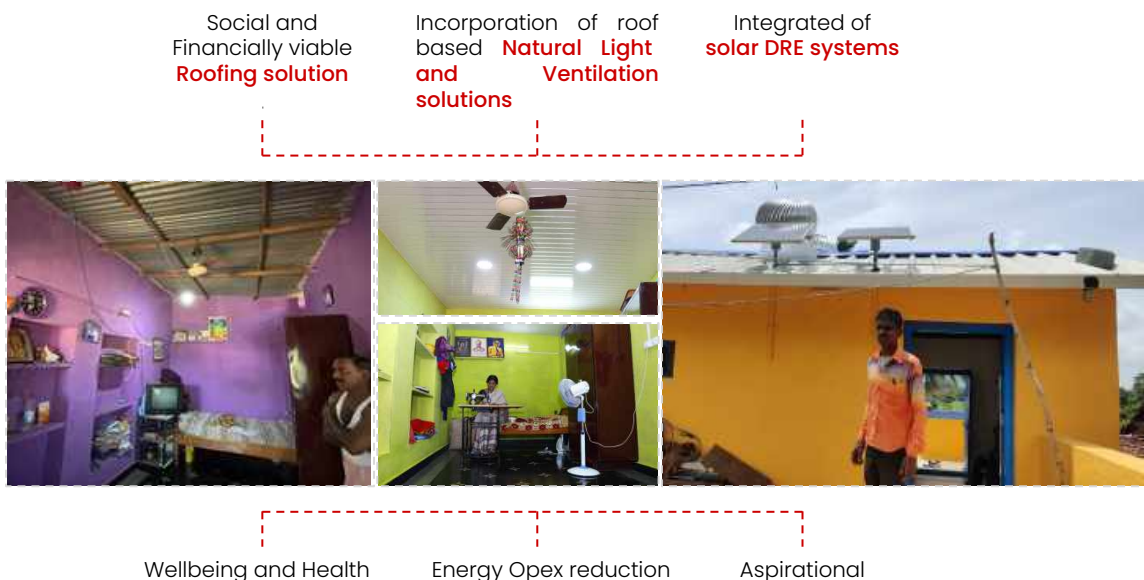 Social and
Financially viable
Roofing solution
Incorporation of roof
based Natural Light
and Ventilation
solutions
Integrated of
solar DRE systems
Wellbeing and Health
Energy Opex reduction
Aspirational